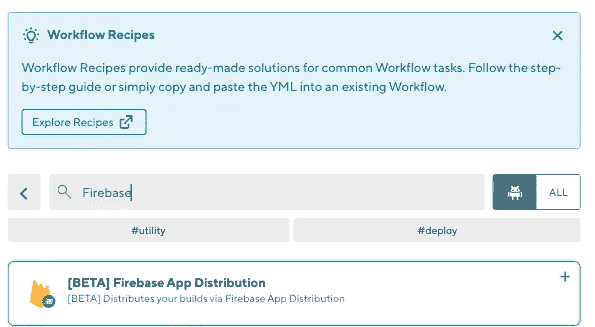 Workflow Recipes
Workflow Recipes provide ready-made solutions for common Workflow tasks. Follow the step-
by-step guide or simply copy and paste the YML into an existing Workflow.
Explore Recipes
Firebase
ALL
#utility
#deploy
[BETA] Firebase App Distribution
[BETA] Distributes your builds via Firebase App Distribution